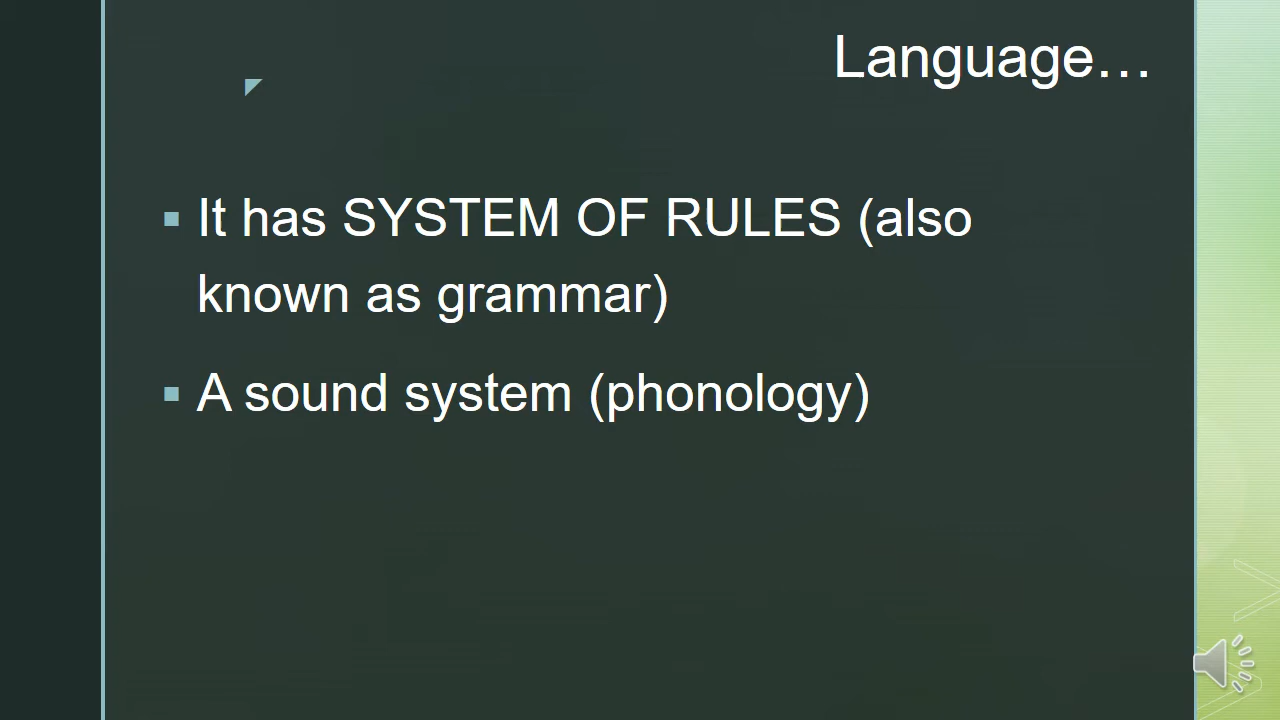 Language…
▪ It has SYSTEM OF RULES (also
known as grammar)
▪ A sound system (phonology)